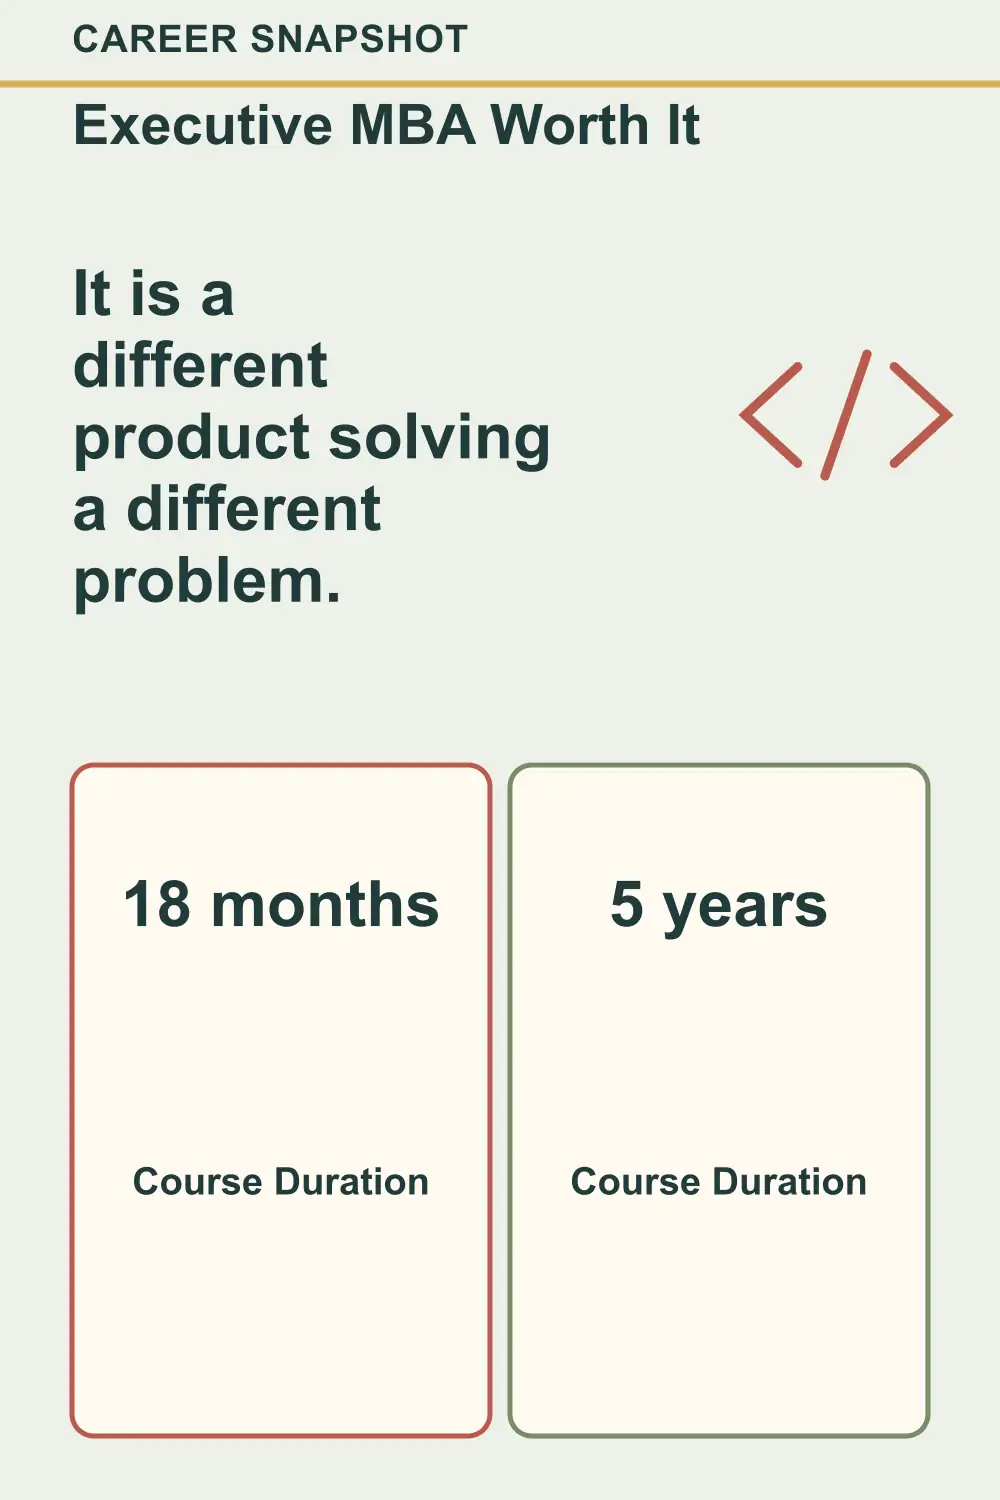 CAREER SNAPSHOT
Executive MBA Worth It
It is a
different
product solving
a different
problem.
18 months
Course Duration
5 years
Course Duration